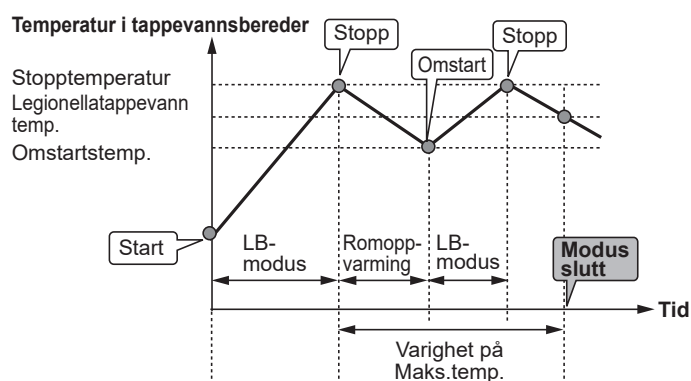 Temperatur i tappevannsbereder
Stopp
Stopp
Omstart
Stopptemperatur
Legionellatappevann
temp.
Omstartstemp.
Start
LB-
modus
Romopp-
varming
LB-
modus
Modus
slutt
Tid
Varighet på
Maks.temp.